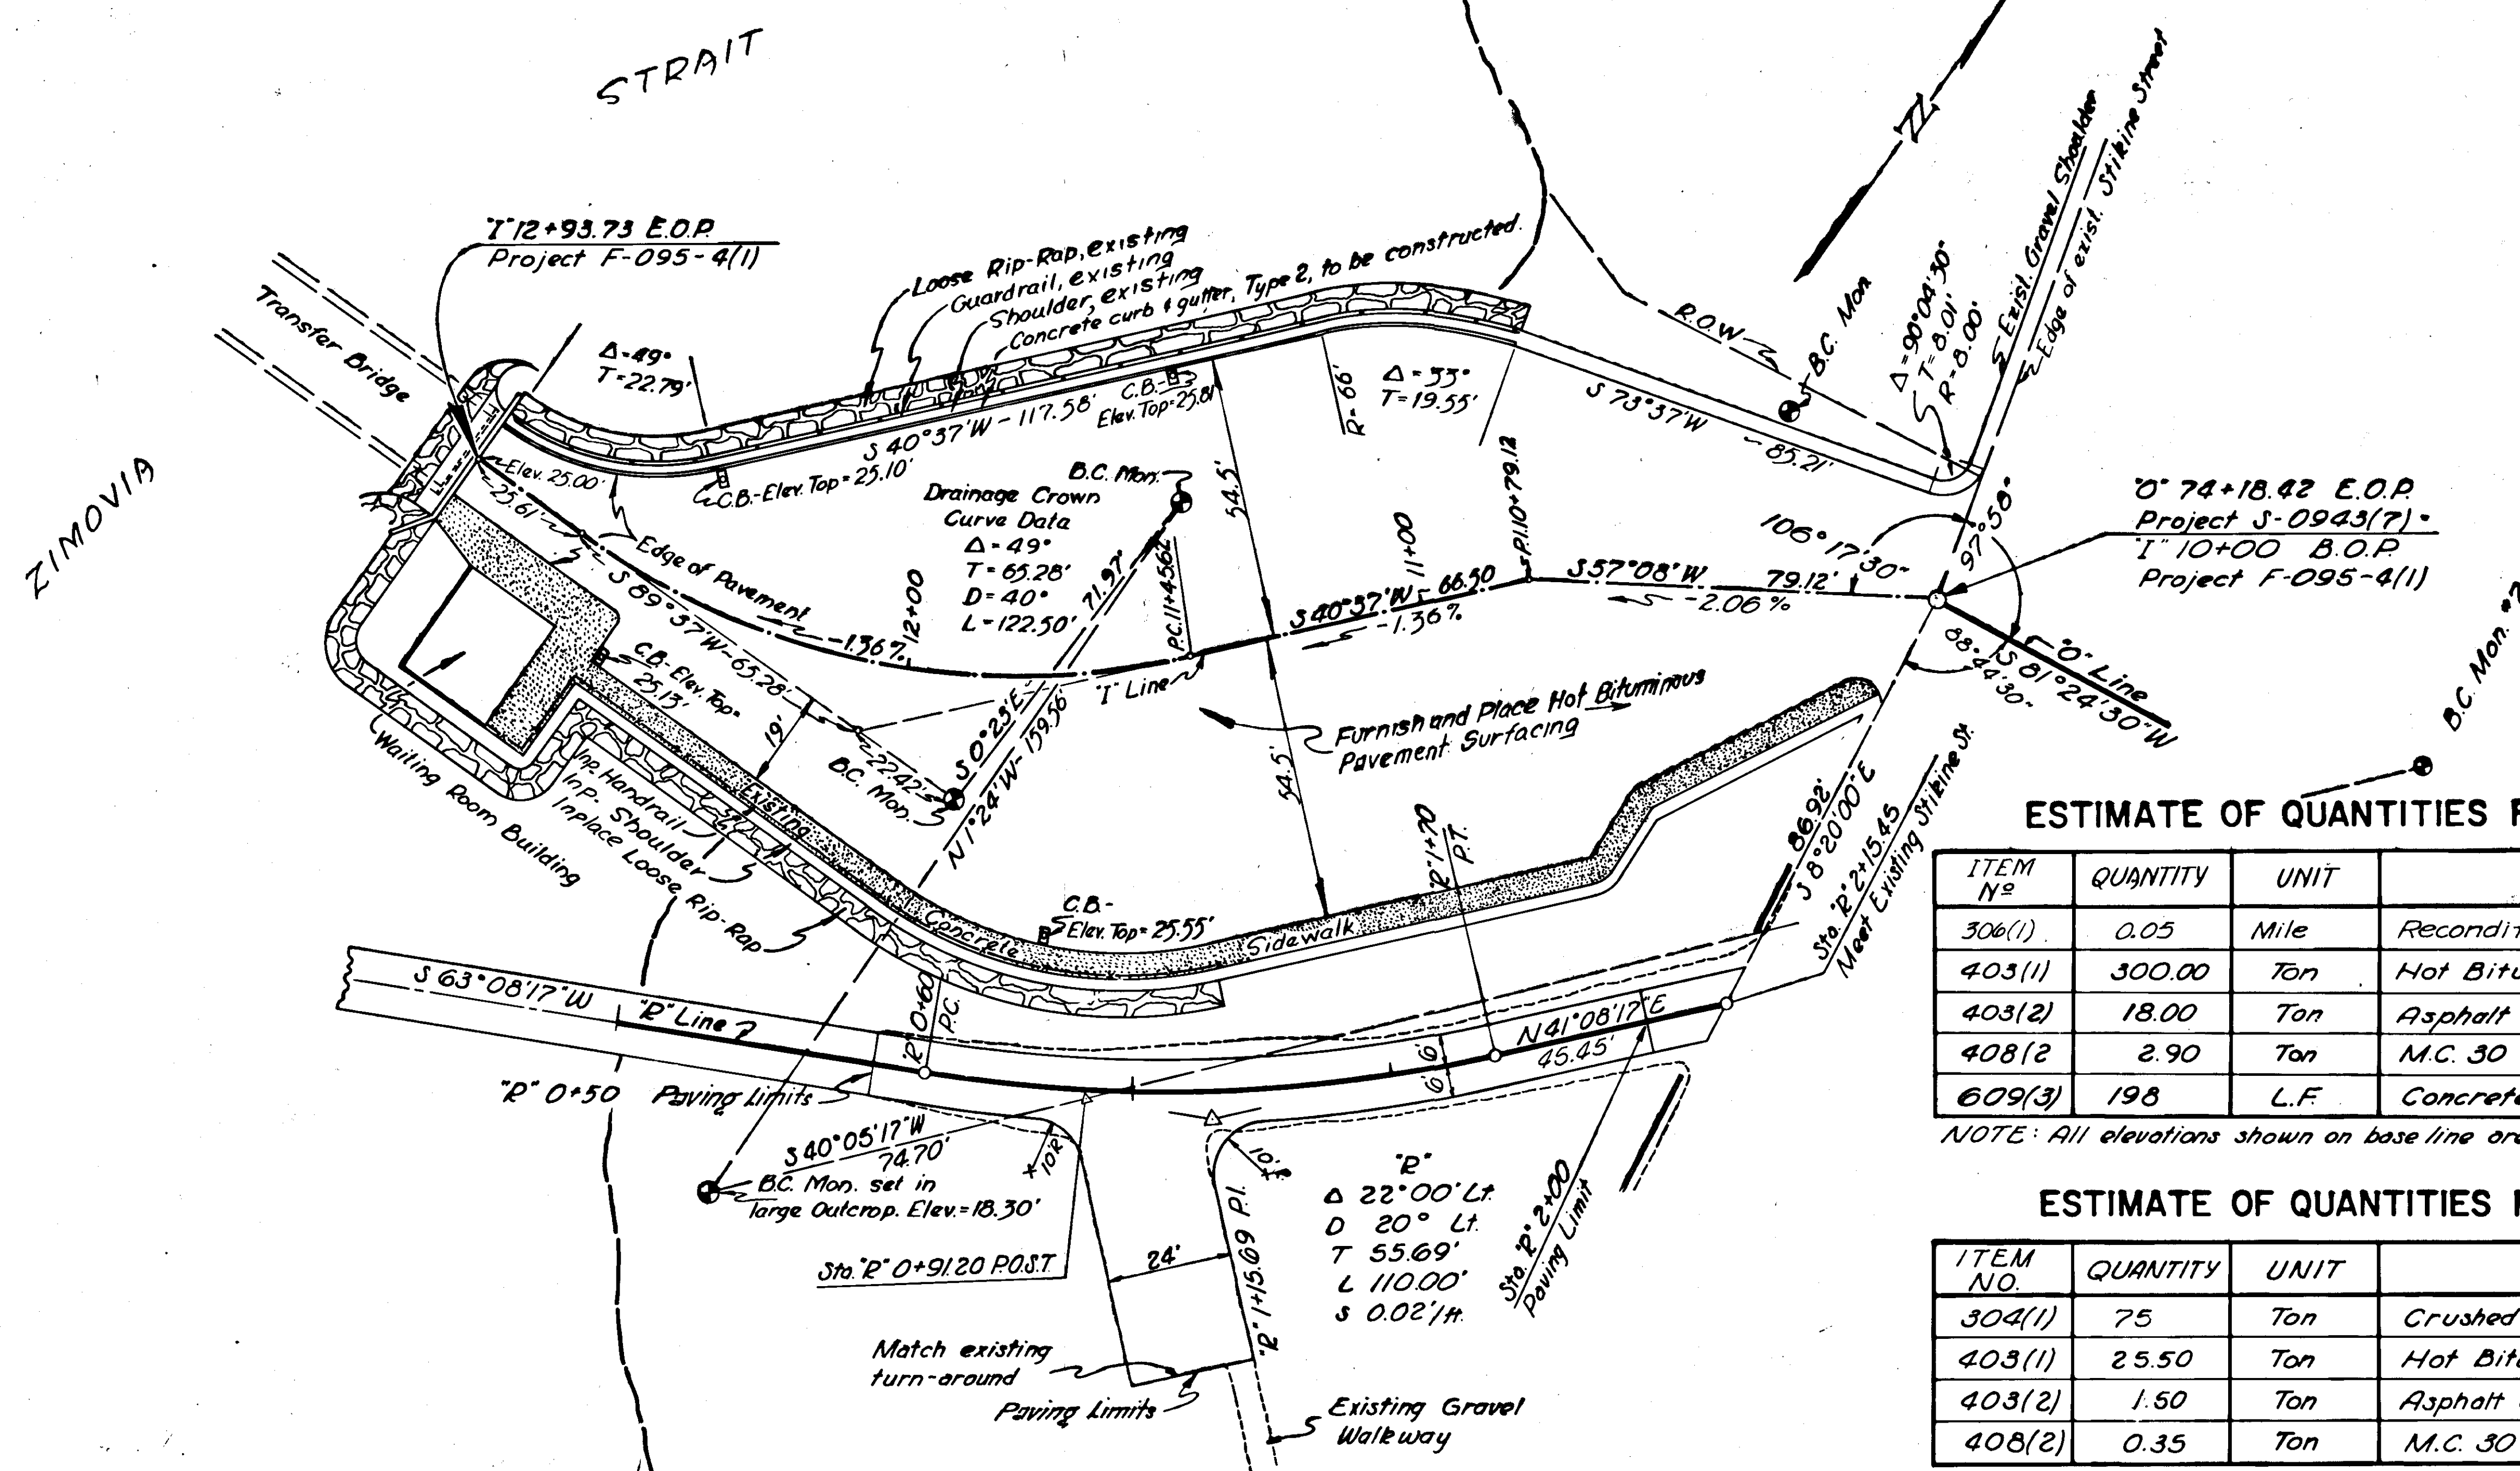 STRAIT
ZIMOVIA
N
"I" 12+93.73 E.O.P.
Project F-095-4(1)
Transfer Bridge
Loose Rip-Rap, existing
Guardrail, existing
Shoulder, existing
Concrete curb & gutter, Type 2, to be constructed.
Δ=49°
T=22.79'
S 40°37'W - 117.58'
C.B.-
Elev. Top=25.81
R=66'
Δ=33°
T=19.55'
R.O.W.
B.C. Mon
Δ=90°04'30"
T=8.01'
R=8.00'
Exist. Gravel Shoulder
Edge of exist. Stikine Street
S 73°37'W - 85.21'
Elev. 25.00'
25.61'
C.B.-Elev. Top=25.10'
Edge of Pavement
B.C. Mon.
Drainage Crown
Curve Data
Δ=49°
T=65.28'
D=40°
L=122.50'
71.97'
P.C. 11+45.62
54.5'
11+00
P.I. 10+79.12
S 40°37'W - 66.50
-1.36%
S 57°08'W 79.12'
-2.06%
106°17'30"
97°50"
"O" 74+18.42 E.O.P.
Project S-0943(7)
"I" 10+00 B.O.P.
Project F-095-4(1)
88°44'30"
"O" Line
S 81°24'30"W
B.C. Mon.
S 89°37'W - 65.28'
-1.36%
12+00
C.B.-Elev. Top=
25.13'
19'
22.42'
B.C. Mon.
S 0°23'E
N 1°24'W - 159.56
"I" Line
Furnish and Place Hot Bituminous
Pavement Surfacing
54.5'
Waiting Room Building
Inp. Handrail
Inp. Shoulder
Inplace Loose Rip-Rap
Existing
Concrete
Sidewalk
C.B.-
Elev. Top=25.55'
"R" 1+70
P.T.
86.92'
S 8°20'00"E
Sta. "R" 2+15.45
Meet Existing Stikine St.
S 63°08'17"W
"R" Line
"R" 0+60
P.C.
"R" 0+50
Paving Limits
N 41°08'17"E
45.45'
6'
6'
S 40°05'17"W
74.70'
B.C. Mon. set in
large Outcrop. Elev.=18.30'
10'R
10'
Sta. "R" 0+91.20 P.O.S.T.
24'
"R" 1+15.69 P.I.
"R"
Δ 22°00' Lt.
D 20° Lt.
T 55.69'
L 110.00'
S 0.02'/ft.
Sta. "R" 2+00
Paving Limit
Match existing
turn-around
Paving Limits
Existing Gravel
Walkway
ESTIMATE OF QUANTITIES
ITEM Nº QUANTITY UNIT
306(1) 0.05 Mile Recondit
403(1) 300.00 Ton Hot Bitu
403(2) 18.00 Ton Asphalt
408(2 2.90 Ton M.C. 30
609(3) 198 L.F. Concrete
NOTE: All elevations shown on base line are
ESTIMATE OF QUANTITIES
ITEM NO. QUANTITY UNIT
304(1) 75 Ton Crushed
403(1) 25.50 Ton Hot Bit
403(2) 1.50 Ton Asphalt
408(2) 0.35 Ton M.C. 30